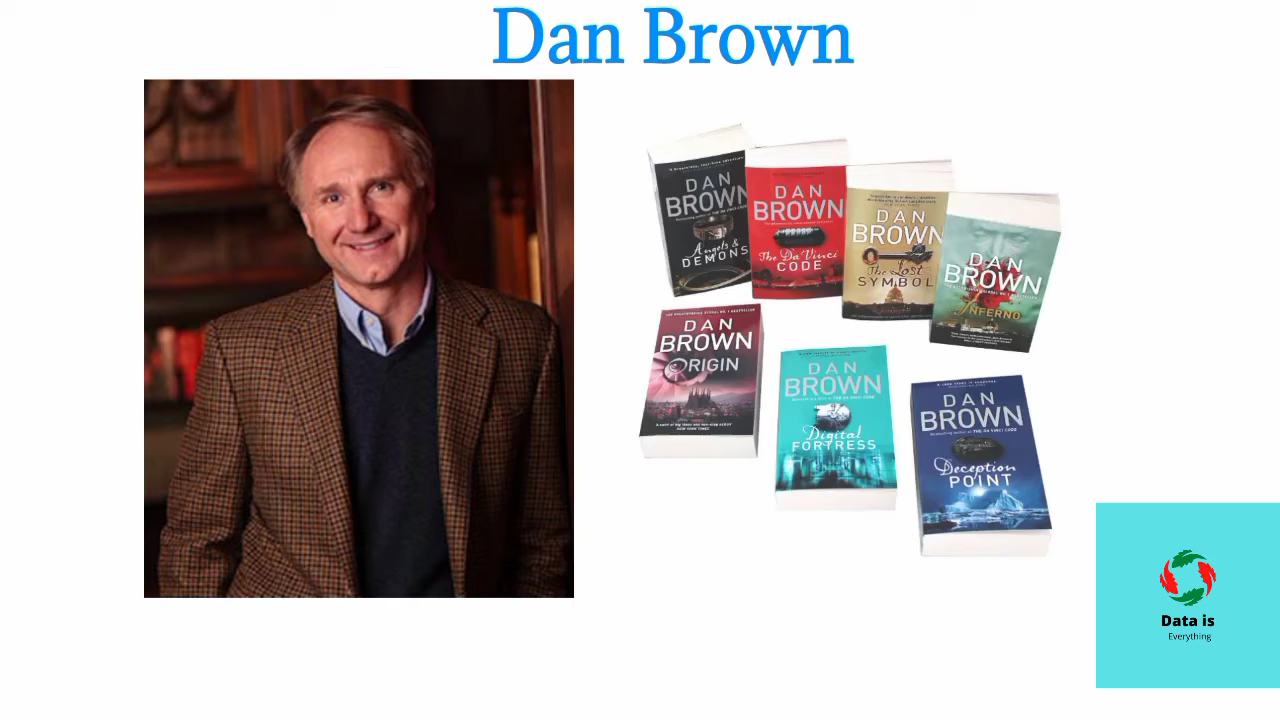 Dan Brown
DAN
BROWN
Angels &
DEMONS
DAN
BROWN
The Da Vinci
CODE
DAN
BROWN
The Lost
SYMBOL
DAN
BROWN
INFERNO
DAN
BROWN
ORIGIN
DAN
BROWN
Digital
FORTRESS
DAN
BROWN
Deception
POINT
Data is
Everything